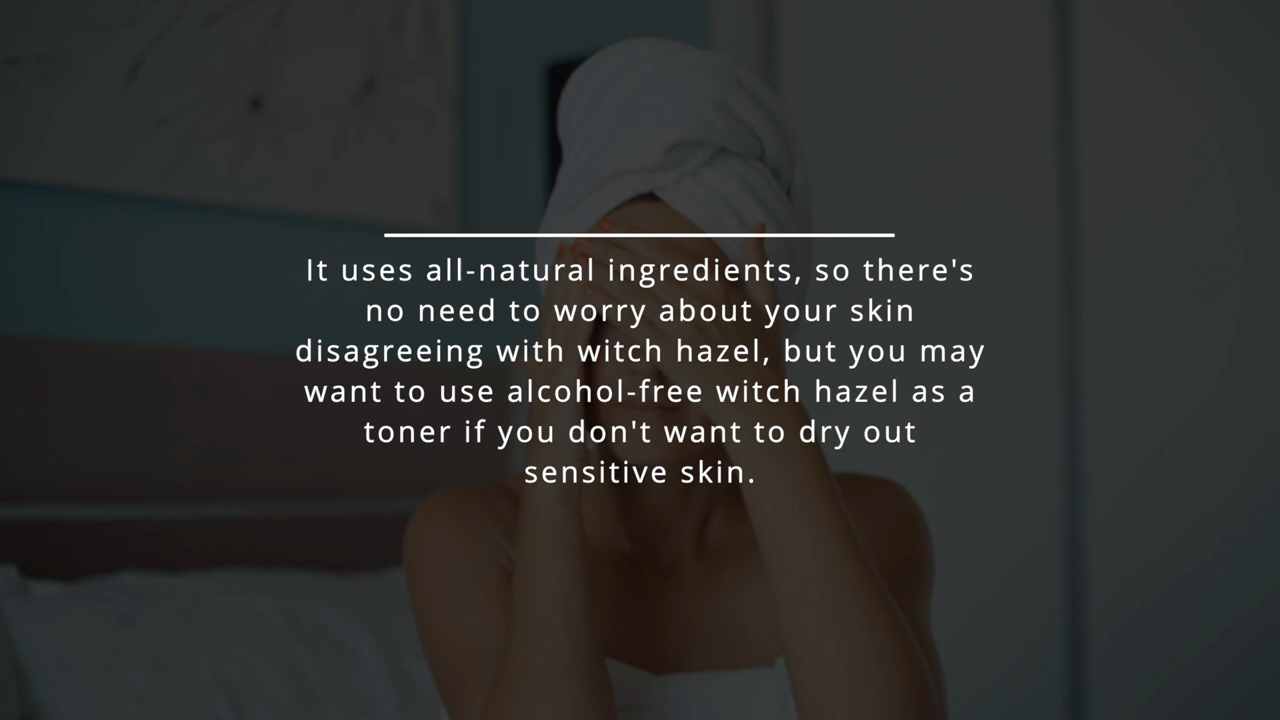 It uses all-natural ingredients, so there's
no need to worry about your skin
disagreeing with witch hazel, but you may
want to use alcohol-free witch hazel as a
toner if you don't want to dry out
sensitive skin.